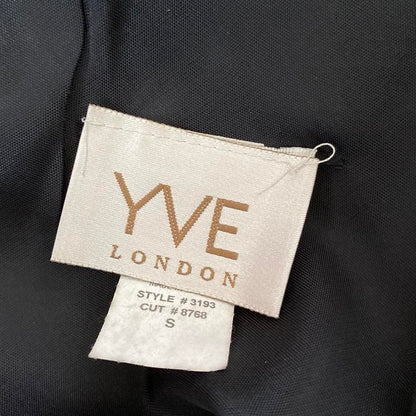 YVE
LONDON
STYLE # 3193
CUT # 8768
S